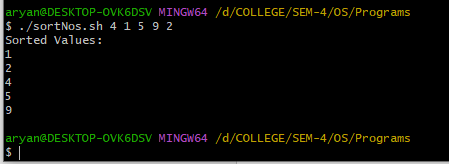 aryan@DESKTOP-OVK6DSV MINGW64 /d/COLLEGE/SEM-4/OS/Programs
$ ./sortNos.sh 4 1 5 9 2
Sorted Values:
1
2
4
5
9
aryan@DESKTOP-OVK6DSV MINGW64 /d/COLLEGE/SEM-4/OS/Programs
$